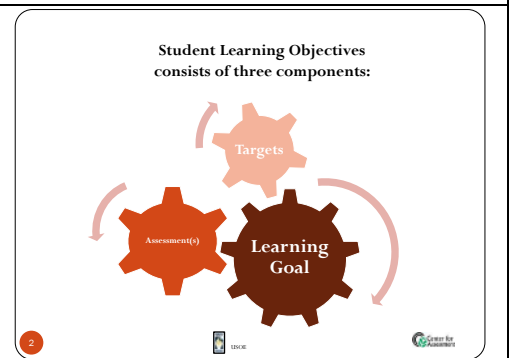 Student Learning Objectives
consists of three components:
Targets
Assessment(s)
Learning
Goal
2
USOE
Center for
Assessment